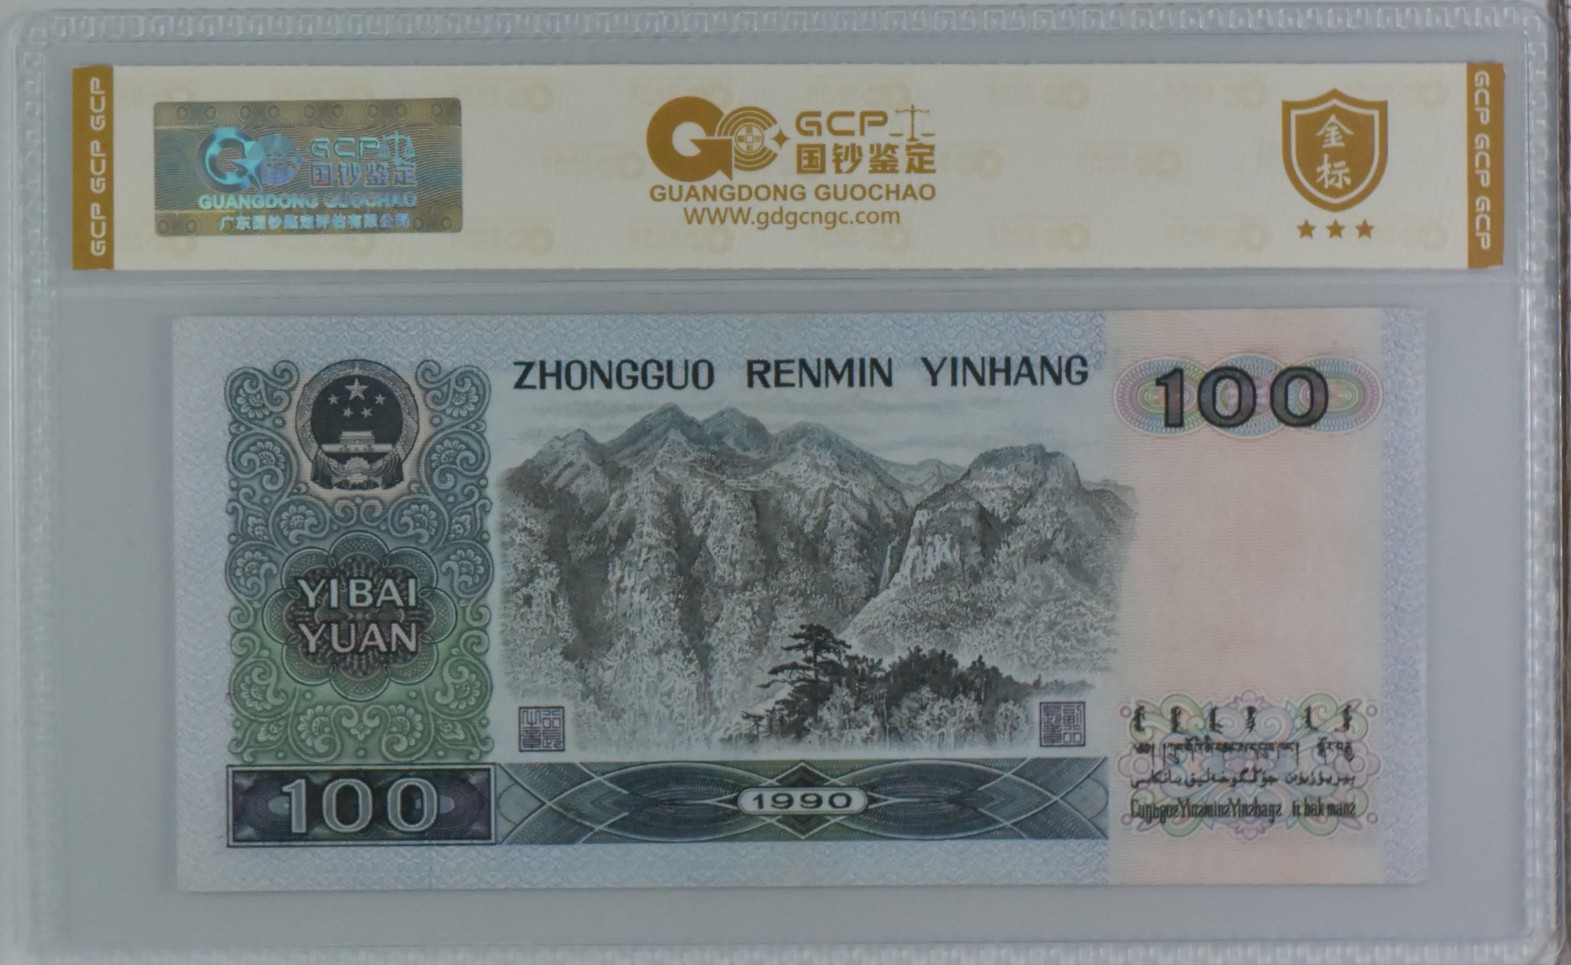 GCP GCP GCP
GCP
国钞鉴定
GUANGDONG GUOCHAO
广东国钞鉴定评估有限公司
GCP
国钞鉴定
GUANGDONG GUOCHAO
WWW.gdgcngc.com
金
标
GCP GCP GCP
ZHONGGUO RENMIN YINHANG
100
YIBAI
YUAN
100
1990